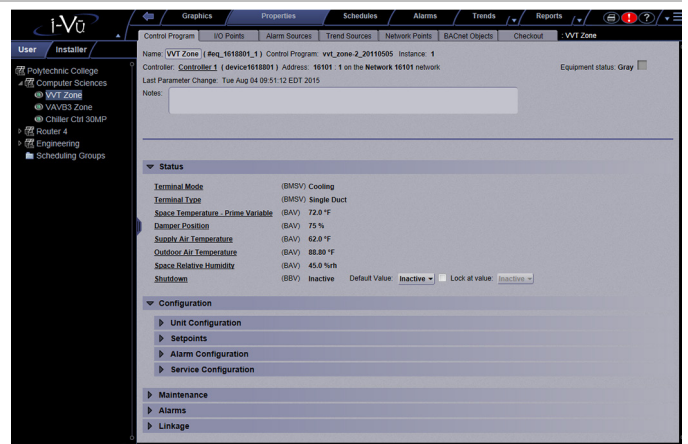 i-Vu
Graphics Properties Schedules Alarms Trends Reports
Control Program I/O Points Alarm Sources Trend Sources Network Points BACnet Objects Checkout : VVT Zone
User Installer
Polytechnic College
Computer Sciences
VVT Zone
VAVB3 Zone
Chiller Ctrl 30MP
Router 4
Engineering
Scheduling Groups
Name: VVT Zone ( #eq_1618801_1 ) Control Program: vvt_zone-2_20110505 Instance: 1
Controller: Controller 1 ( device1618801 ) Address: 16101 : 1 on the Network 16101 network Equipment status: Gray
Last Parameter Change: Tue Aug 04 09:51:12 EDT 2015
Notes:
Status
Terminal Mode (BMSV) Cooling
Terminal Type (BMSV) Single Duct
Space Temperature - Prime Variable (BAV) 72.0 °F
Damper Position (BAV) 75 %
Supply Air Temperature (BAV) 62.0 °F
Outdoor Air Temperature (BAV) 88.80 °F
Space Relative Humidity (BAV) 45.0 %rh
Shutdown (BBV) Inactive Default Value: Inactive Lock at value: Inactive
Configuration
Unit Configuration
Setpoints
Alarm Configuration
Service Configuration
Maintenance
Alarms
Linkage